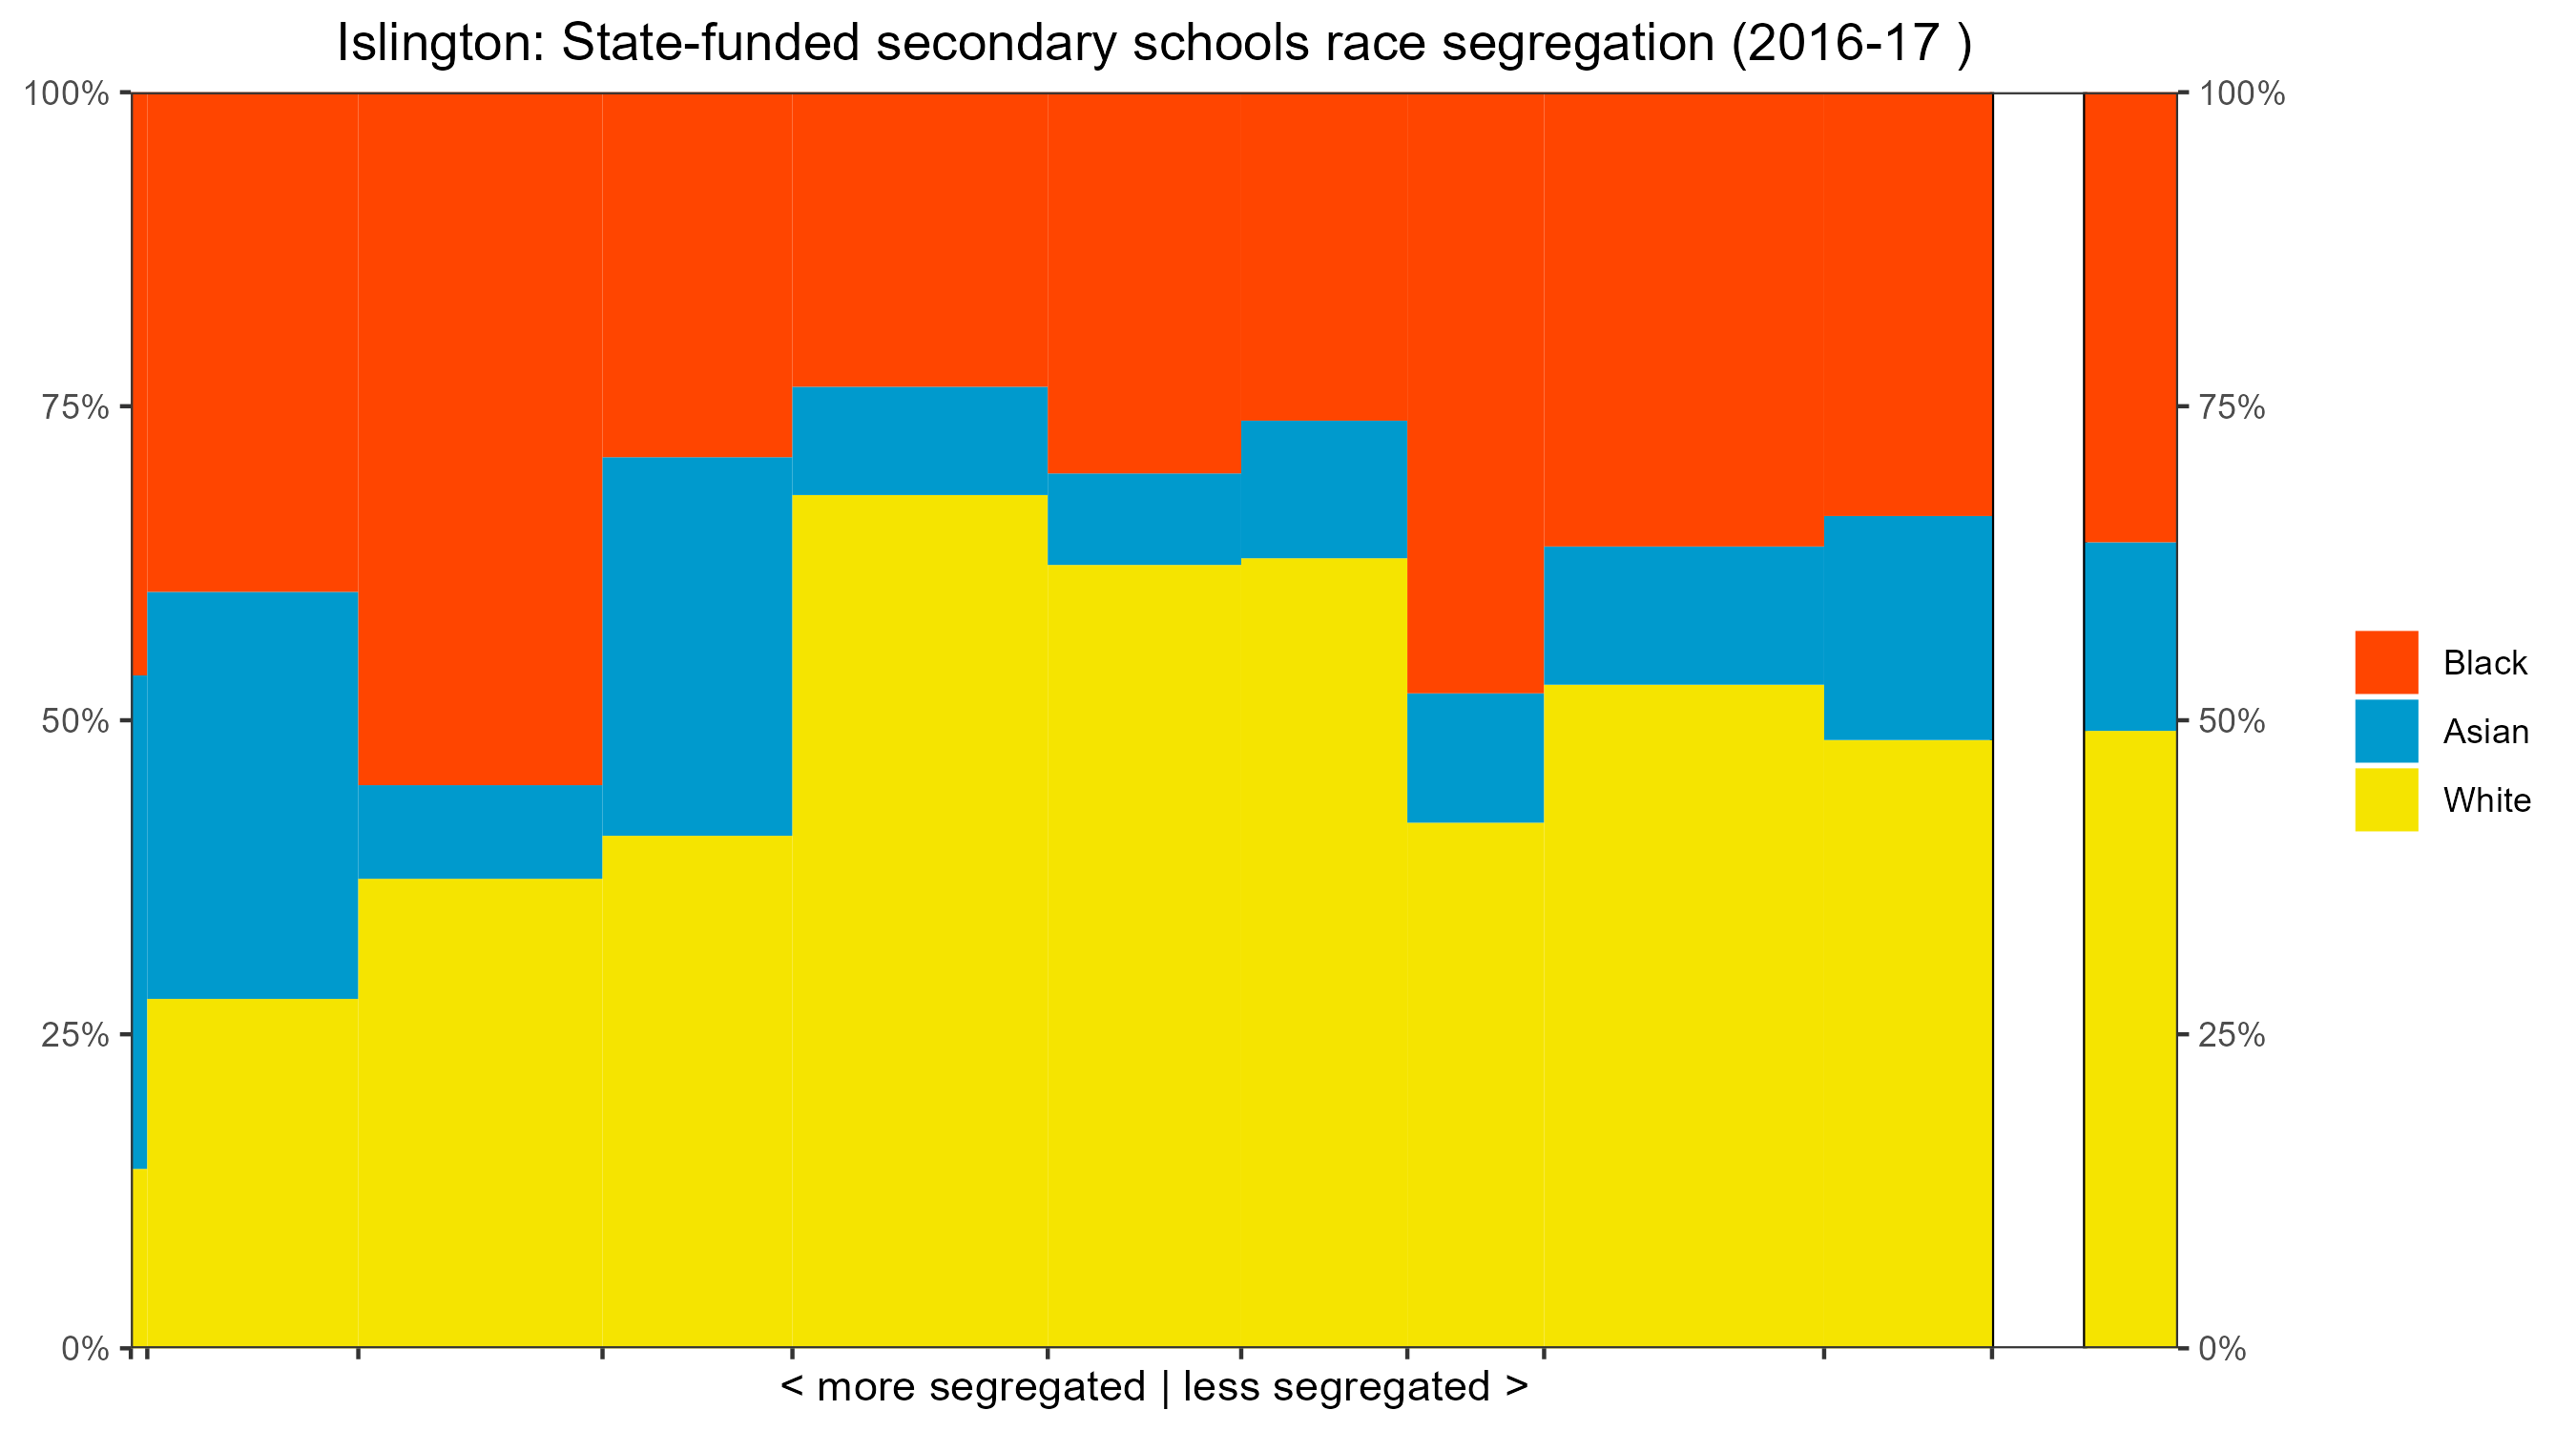 Islington: State-funded secondary schools race segregation (2016-17 )
100%
100%
75%
75%
50%
50%
25%
25%
0%
0%
Black
Asian
White
< more segregated | less segregated >